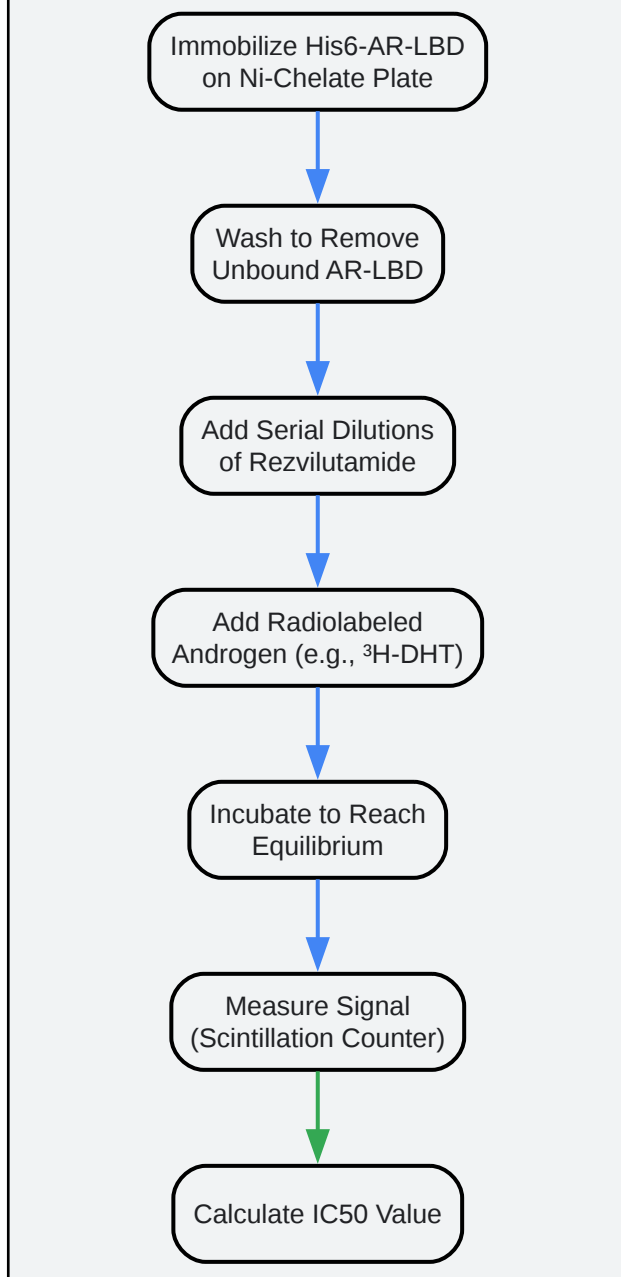 Immobilize His6-AR-LBD
on Ni-Chelate Plate
Wash to Remove
Unbound AR-LBD
Add Serial Dilutions
of Rezvilutamide
Add Radiolabeled
Androgen (e.g., ³H-DHT)
Incubate to Reach
Equilibrium
Measure Signal
(Scintillation Counter)
Calculate IC50 Value